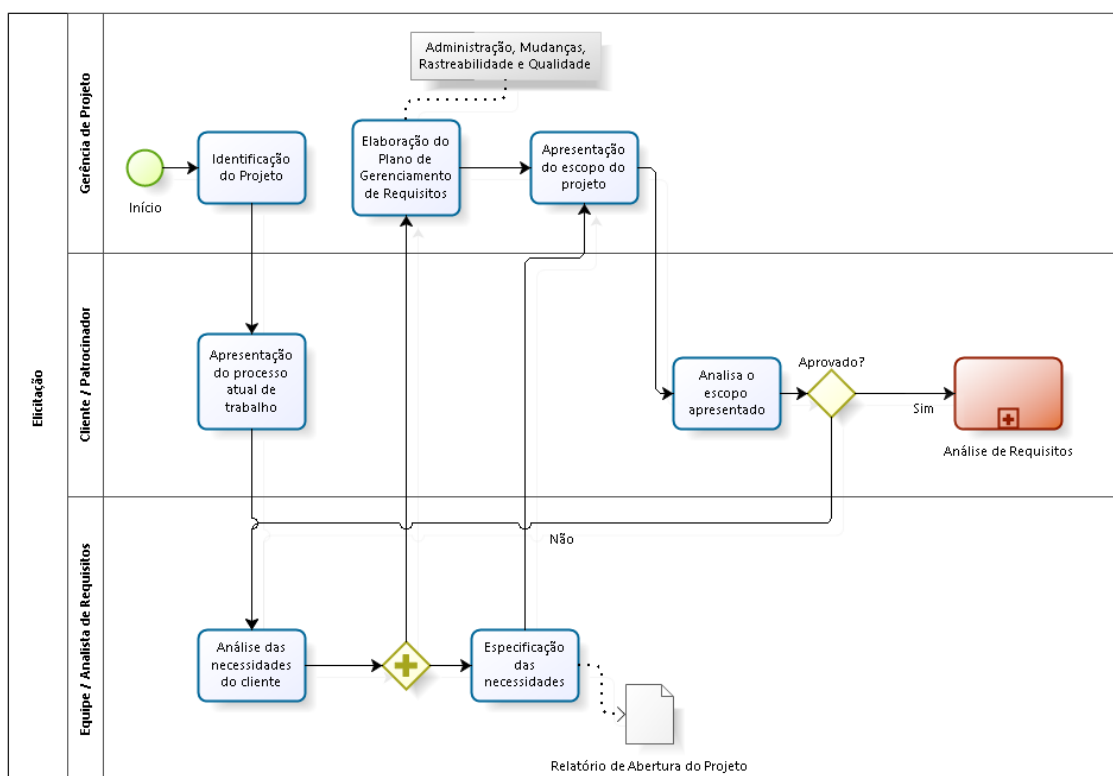 Elicitação
Gerência de Projeto
Início
Identificação
do Projeto
Administração, Mudanças,
Rastreabilidade e Qualidade
Elaboração do
Plano de
Gerenciamento
de Requisitos
Apresentação
do escopo do
projeto
Cliente / Patrocinador
Apresentação
do processo
atual de
trabalho
Analisa o
escopo
apresentado
Aprovado?
Sim
Análise de Requisitos
Não
Equipe / Analista de Requisitos
Análise das
necessidades
do cliente
Especificação
das
necessidades
Relatório de Abertura do Projeto